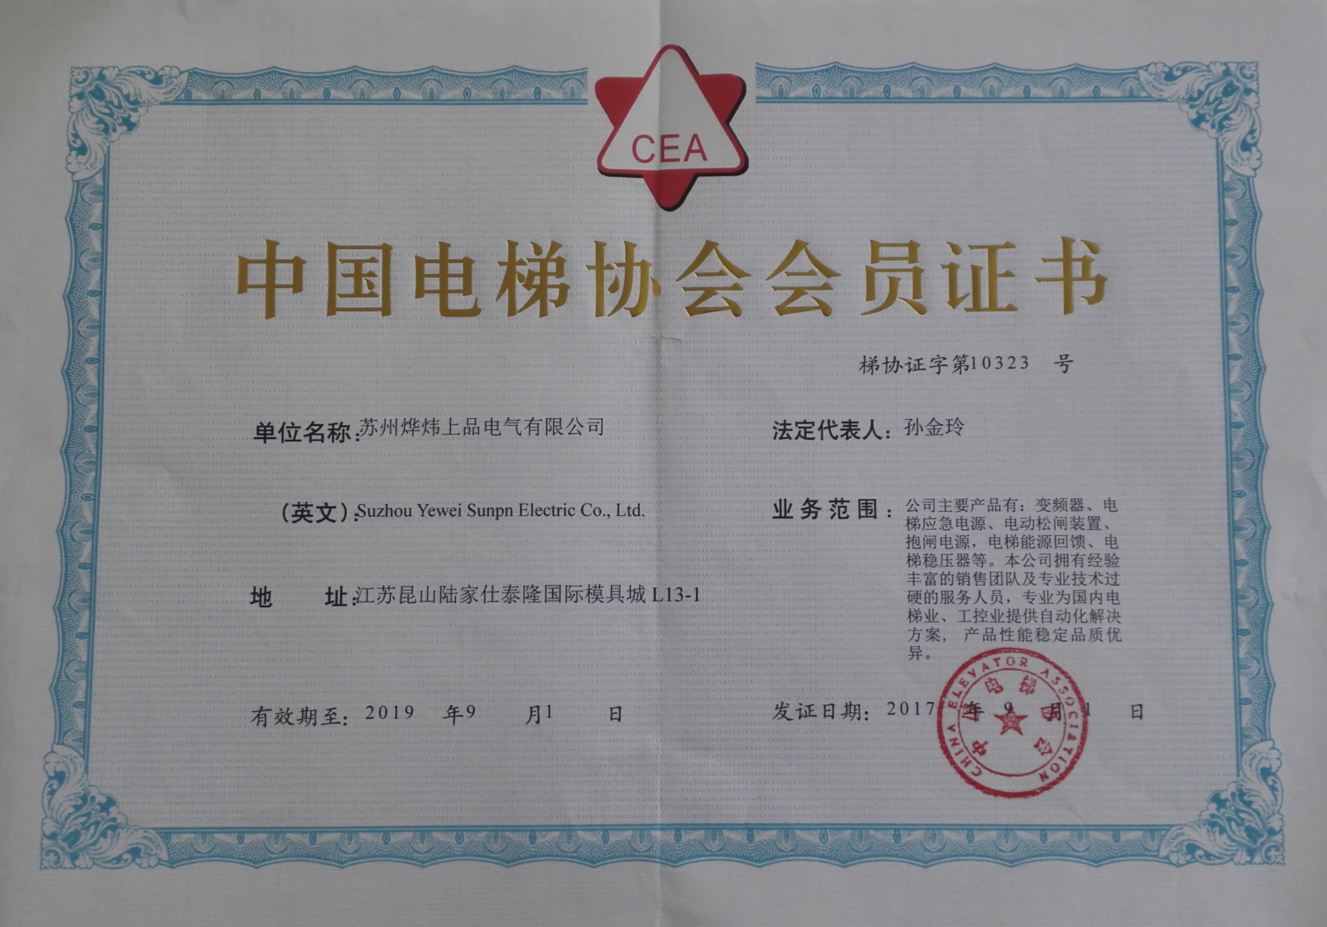 CEA
中国电梯协会会员证书
梯协证字第10323 号
单位名称:苏州烨炜上品电气有限公司
(英文):Suzhou Yewei Sunpn Electric Co., Ltd.
地 址:江苏昆山陆家仕泰隆国际模具城 L13-1
有效期至: 2019 年9 月1 日
法定代表人: 孙金玲
业务范围: 公司主要产品有: 变频器、电
梯应急电源、电动松闸装置、
抱闸电源, 电梯能源回馈、电
梯稳压器等。本公司拥有经验
丰富的销售团队及专业技术过
硬的服务人员, 专业为国内电
梯业、工控业提供自动化解决
方案, 产品性能稳定品质优
异。
发证日期: 2017 年 9 月 1 日
CHINA ELEVATOR ASSOCIATION
中国电梯协会